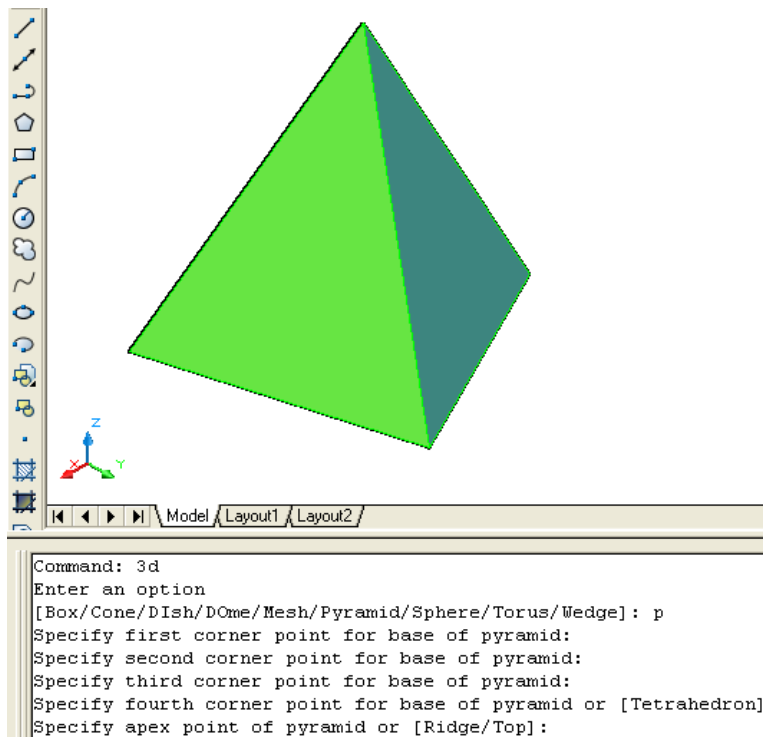 Z
X
Y
Model Layout1 Layout2
Command: 3d
Enter an option
[Box/Cone/DIsh/DOme/Mesh/Pyramid/Sphere/Torus/Wedge]: p
Specify first corner point for base of pyramid:
Specify second corner point for base of pyramid:
Specify third corner point for base of pyramid:
Specify fourth corner point for base of pyramid or [Tetrahedron]
Specify apex point of pyramid or [Ridge/Top]: